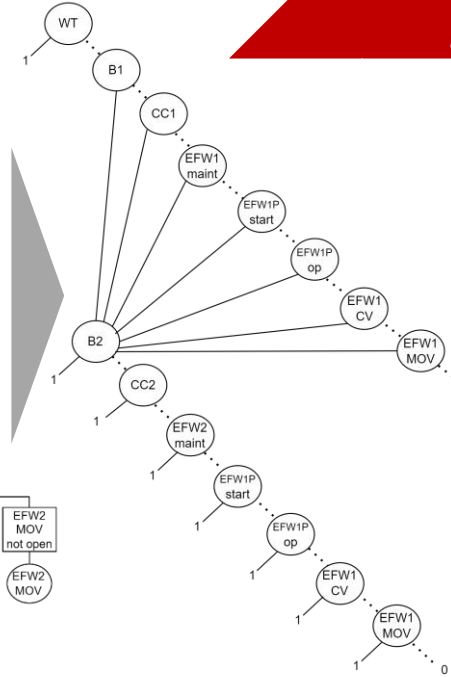 WT
1
B1
CC1
EFW1
maint
EFW1P
start
EFW1P
op
EFW1
CV
EFW1
MOV
B2
1
CC2
1
EFW2
maint
1
EFW1P
start
1
EFW2
MOV
not open
EFW1P
op
1
EFW2
MOV
EFW1
CV
1
EFW1
MOV
1
0